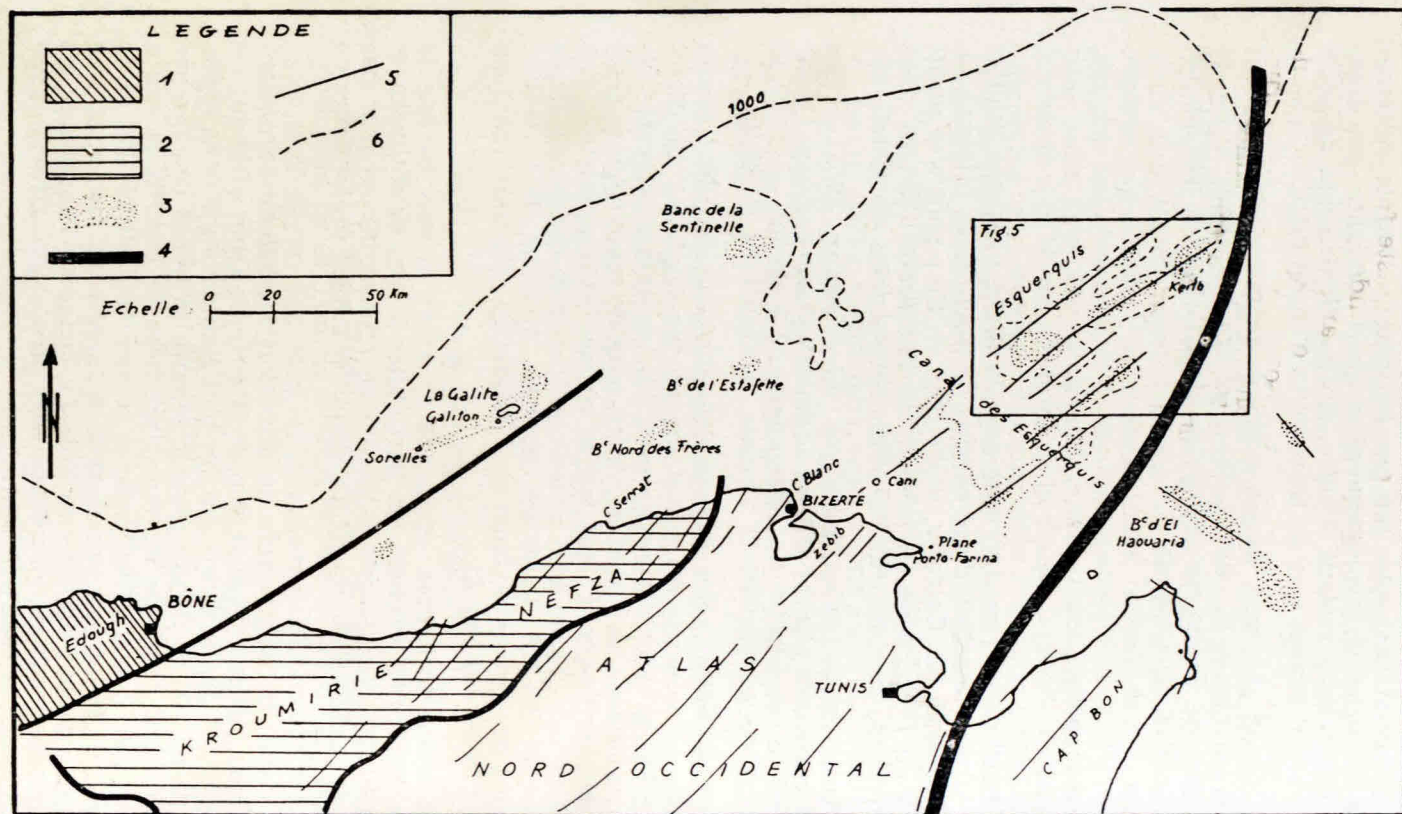 LEGENDE
1
2
3
4
5
6
Echelle : 0 20 50 Km
N
1000
Banc de la
Sentinelle
Fig 5
Esquerquis
Kerth
La Galite
Galiton
Sorelles
Bᶜ de l'Estafette
Bᶜ Nord des Frères
Canal des Esquerquis
C Serrat
C Blanc
BIZERTE
Zebib
Cani
Plane
Porto-Farina
Bᶜ d'El
Haouaria
BÔNE
Edough
NEFZA
KROUMIRIE
ATLAS
TUNIS
CAP BON
NORD OCCIDENTAL